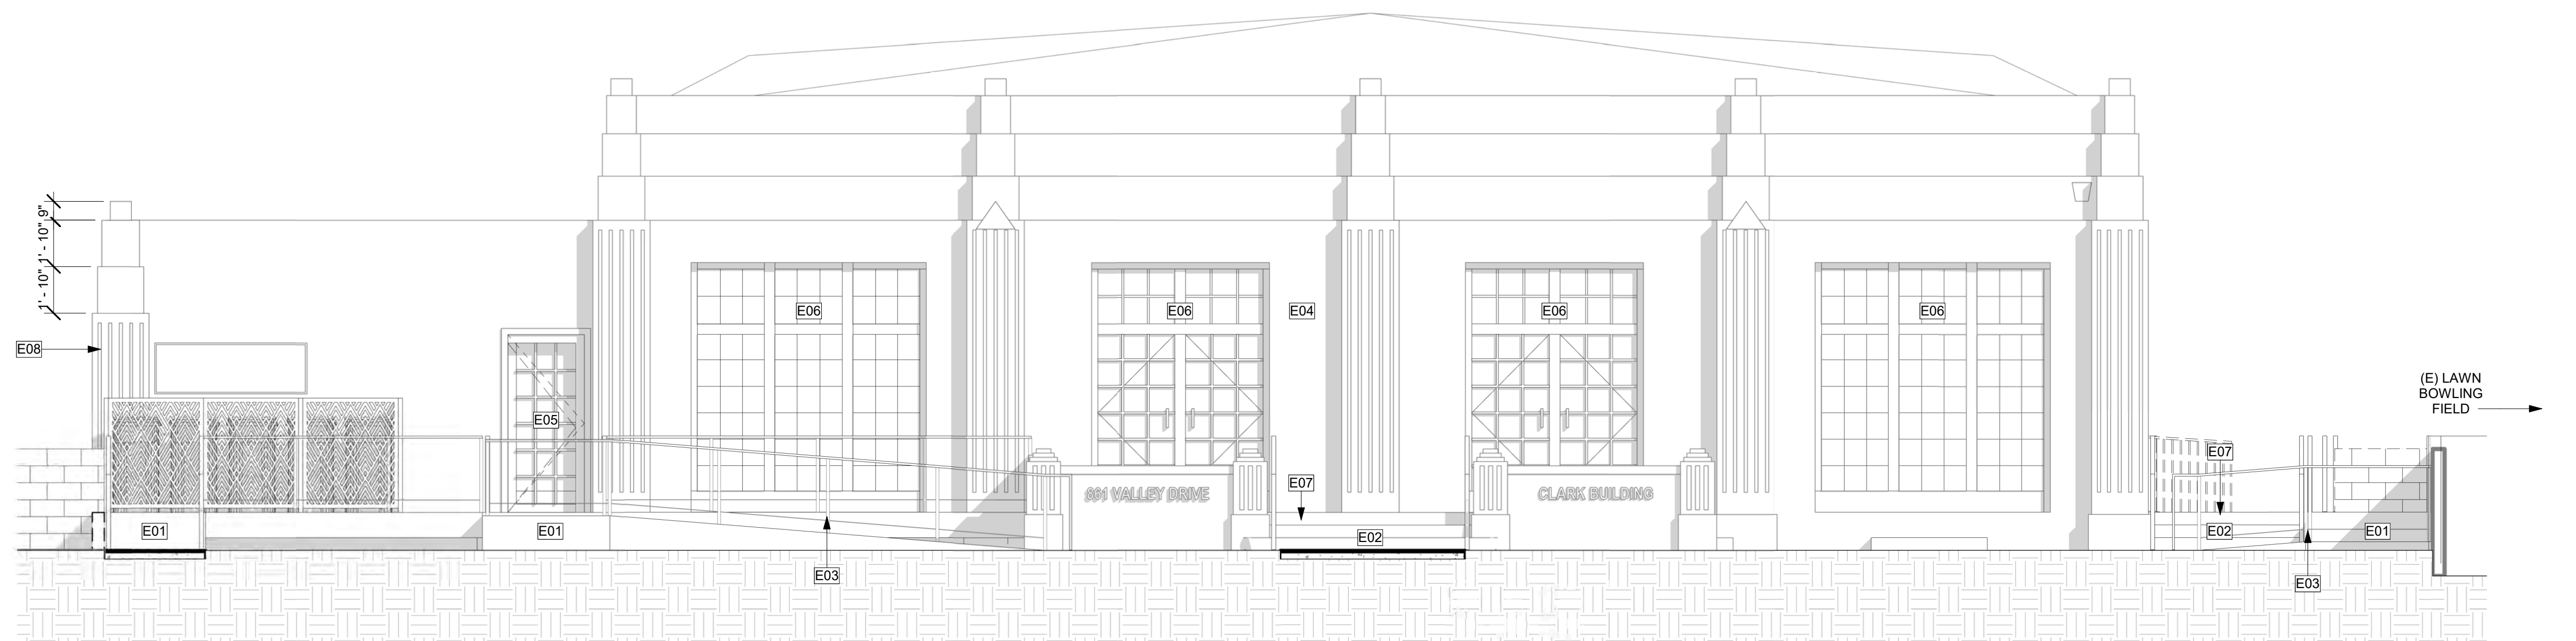 9"
1' - 10"
1' - 10"
E08
E06
E06
E04
E06
E06
(E) LAWN
BOWLING
FIELD
E05
E07
E07
861 VALLEY DRIVE
CLARK BUILDING
E01
E01
E02
E02
E01
E03
E03